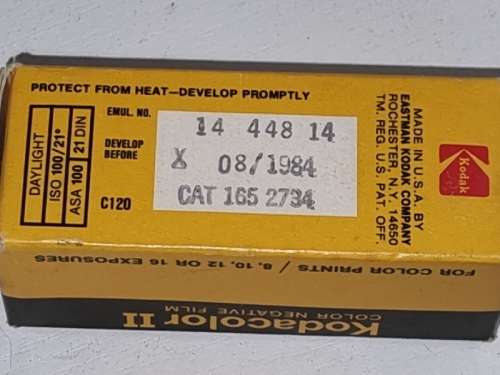 PROTECT FROM HEAT—DEVELOP PROMPTLY
DAYLIGHT
ISO 100/21°
ASA 100 21 DIN
EMUL. NO.
14 448 14
DEVELOP
BEFORE
X 08/1984
C120
CAT 165 2734
MADE IN U.S.A. BY
EASTMAN KODAK COMPANY
ROCHESTER, N.Y. 14650
TM. REG. U.S. PAT. OFF.
Kodak
FOR COLOR PRINTS / 8, 10, 12 OR 16 EXPOSURES
Kodacolor II
COLOR NEGATIVE FILM